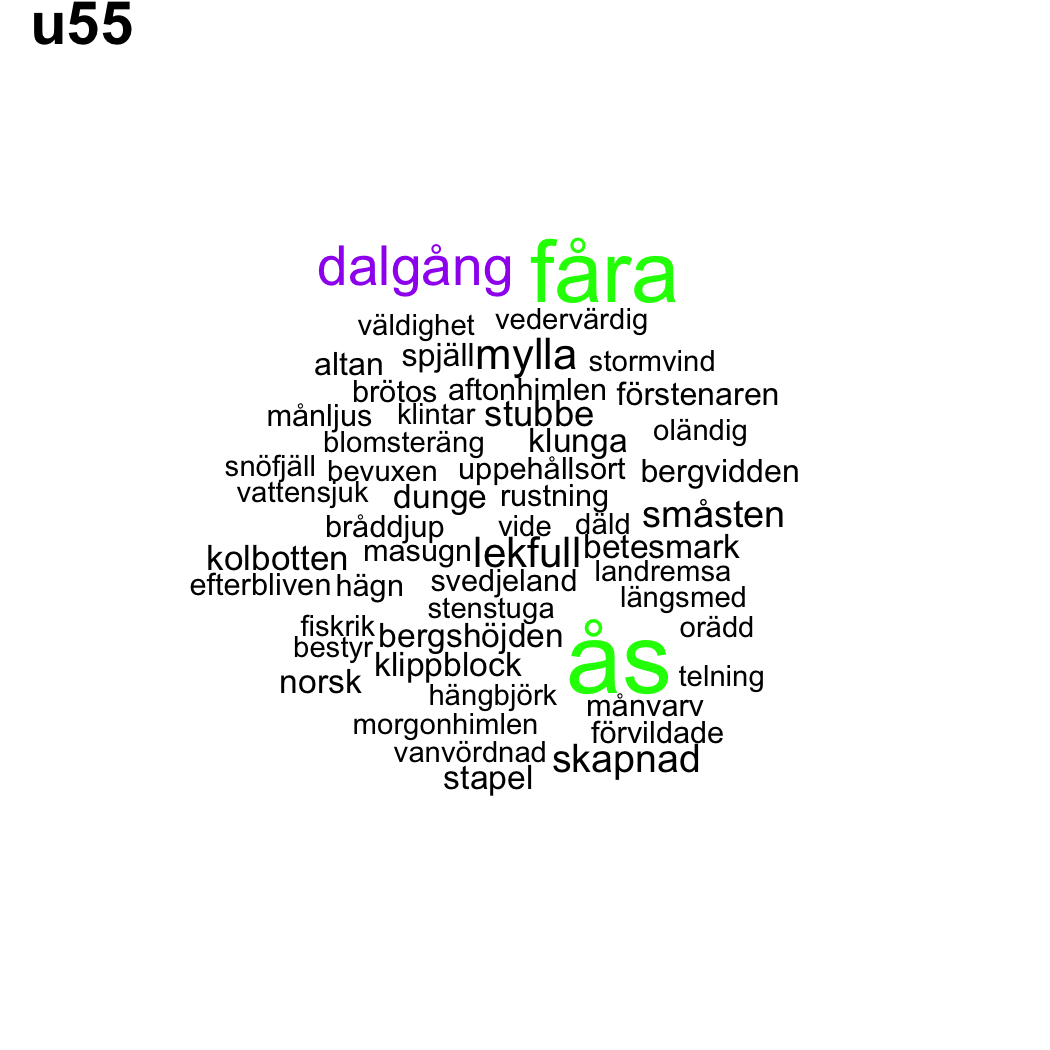 u55
dalgång fåra
väldighet vedervärdig
altan spjäll mylla stormvind
brötos aftonhimlen förstenaren
månljus klintar stubbe oländig
blomsteräng klunga
snöfjäll bevuxen uppehållsort bergvidden
vattensjuk dunge rustning
bråddjup vide däld småsten
kolbotten masugn lekfull betesmark
efterbliven hägn svedjeland landremsa
stenstuga längsmed
fiskrik bergshöjden orädd
bestyr klippblock ås telning
norsk hängbjörk månvarv
morgonhimlen förvildade
vanvördnad skapnad
stapel